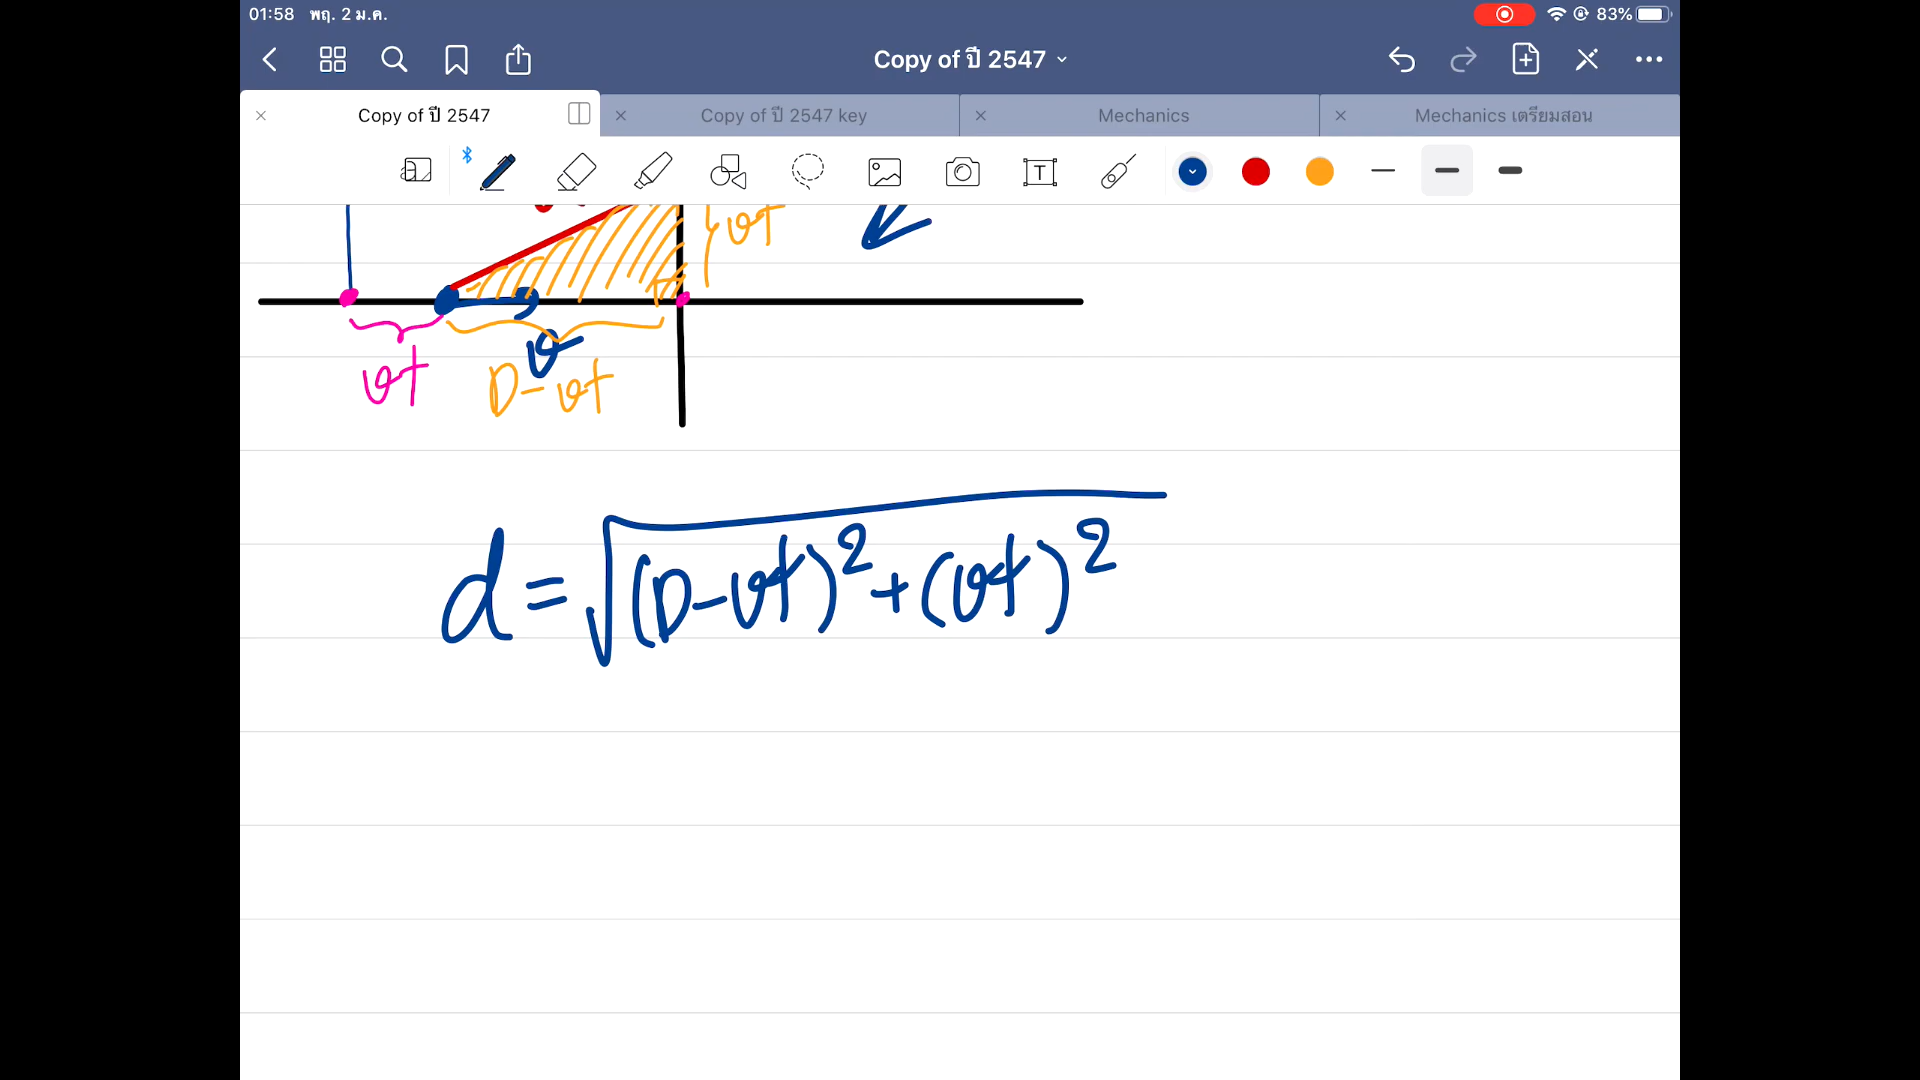 01:58 พฤ. 2 ม.ค. 83%
Copy of ปี 2547
Copy of ปี 2547 Copy of ปี 2547 key Mechanics Mechanics เตรียมสอน
a T
vt
v
vt D-vt
d=√(D-vt)²+(vt)²